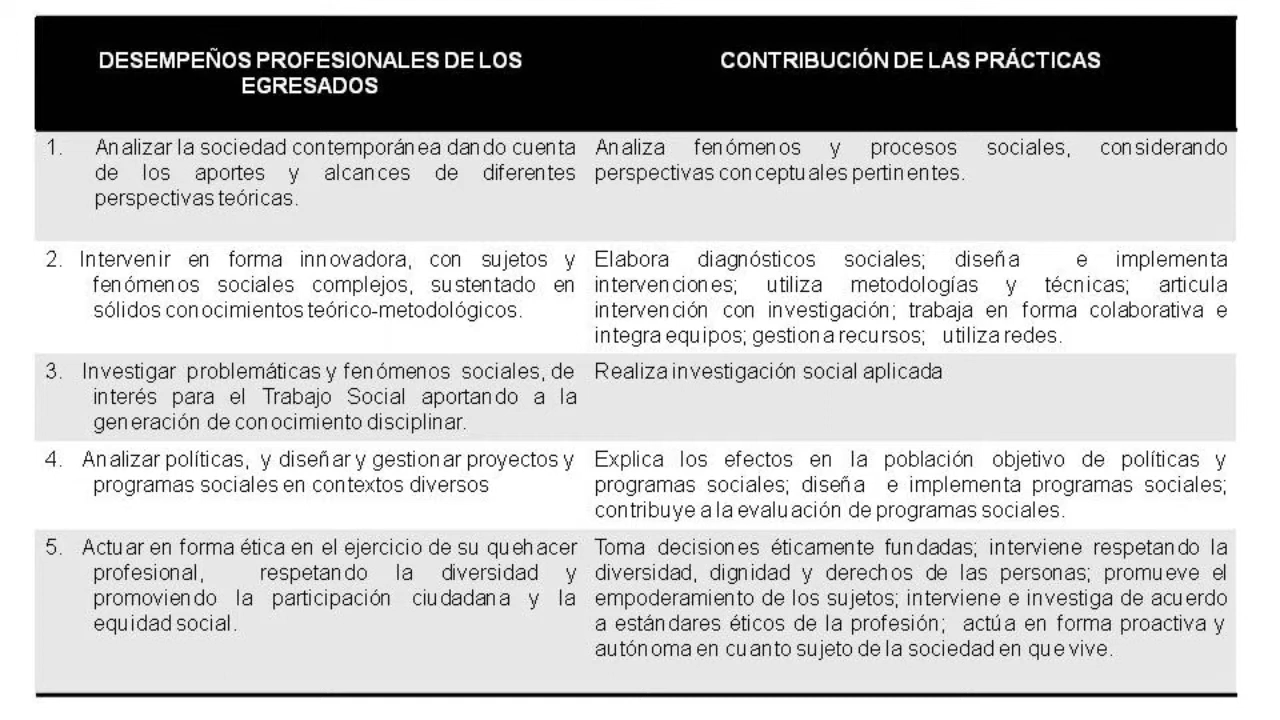 DESEMPEÑOS PROFESIONALES DE LOS
EGRESADOS
CONTRIBUCIÓN DE LAS PRÁCTICAS
1. Analizar la sociedad contemporánea dando cuenta
de los aportes y alcances de diferentes
perspectivas teóricas.
Analiza fenómenos y procesos sociales, considerando
perspectivas conceptuales pertinentes.
2. Intervenir en forma innovadora, con sujetos y
fenómenos sociales complejos, sustentado en
sólidos conocimientos teórico-metodológicos.
Elabora diagnósticos sociales; diseña e implementa
intervenciones; utiliza metodologías y técnicas; articula
intervención con investigación; trabaja en forma colaborativa e
integra equipos; gestiona recursos; utiliza redes.
3. Investigar problemáticas y fenómenos sociales, de
interés para el Trabajo Social aportando a la
generación de conocimiento disciplinar.
Realiza investigación social aplicada
4. Analizar políticas, y diseñar y gestionar proyectos y
programas sociales en contextos diversos
Explica los efectos en la población objetivo de políticas y
programas sociales; diseña e implementa programas sociales;
contribuye a la evaluación de programas sociales.
5. Actuar en forma ética en el ejercicio de su quehacer
profesional, respetando la diversidad y
promoviendo la participación ciudadana y la
equidad social.
Toma decisiones éticamente fundadas; interviene respetando la
diversidad, dignidad y derechos de las personas; promueve el
empoderamiento de los sujetos; interviene e investiga de acuerdo
a estándares éticos de la profesión; actúa en forma proactiva y
autónoma en cuanto sujeto de la sociedad en que vive.